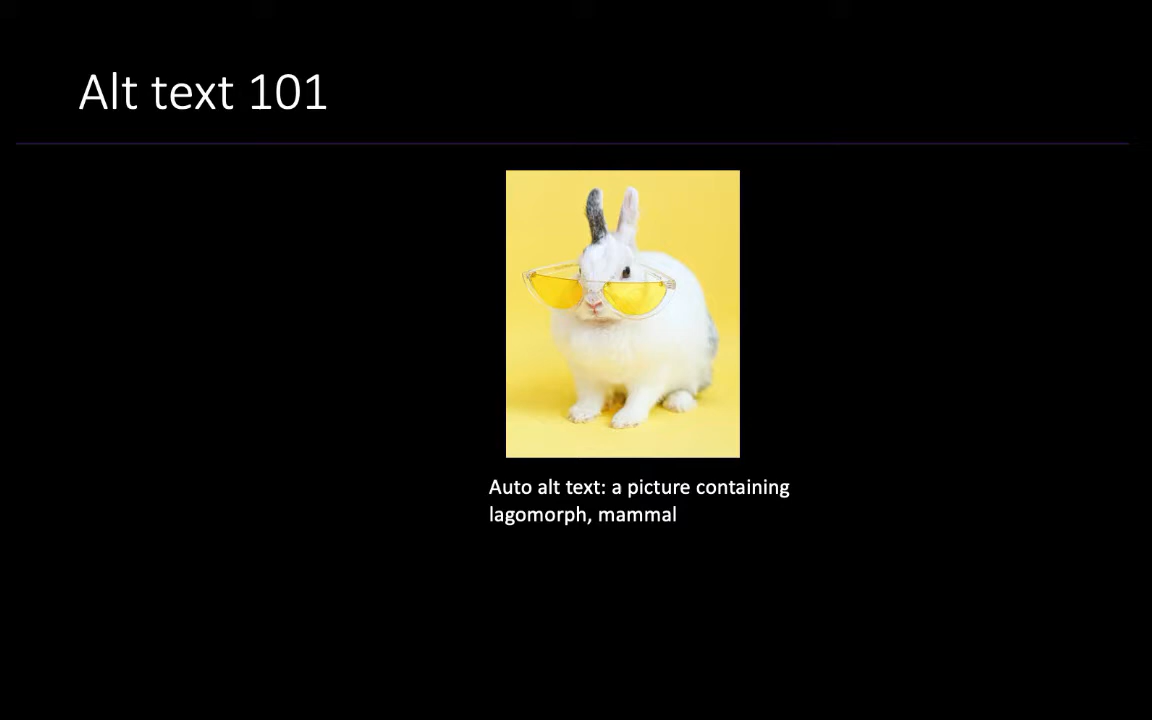 Alt text 101
Auto alt text: a picture containing
lagomorph, mammal